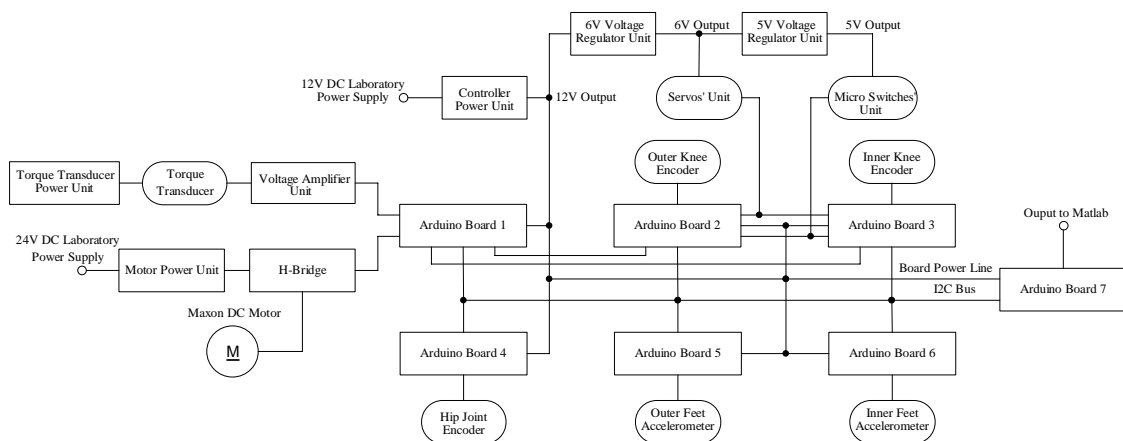 6V Voltage
Regulator Unit
6V Output
5V Voltage
Regulator Unit
5V Output
12V DC Laboratory
Power Supply
Controller
Power Unit
12V Output
Servos' Unit
Micro Switches'
Unit
Outer Knee
Encoder
Inner Knee
Encoder
Torque Transducer
Power Unit
Torque
Transducer
Voltage Amplifier
Unit
Arduino Board 1
Arduino Board 2
Arduino Board 3
Ouput to Matlab
24V DC Laboratory
Power Supply
Motor Power Unit
H-Bridge
Board Power Line
I2C Bus
Arduino Board 7
Maxon DC Motor
M
Arduino Board 4
Arduino Board 5
Arduino Board 6
Hip Joint
Encoder
Outer Feet
Accelerometer
Inner Feet
Accelerometer